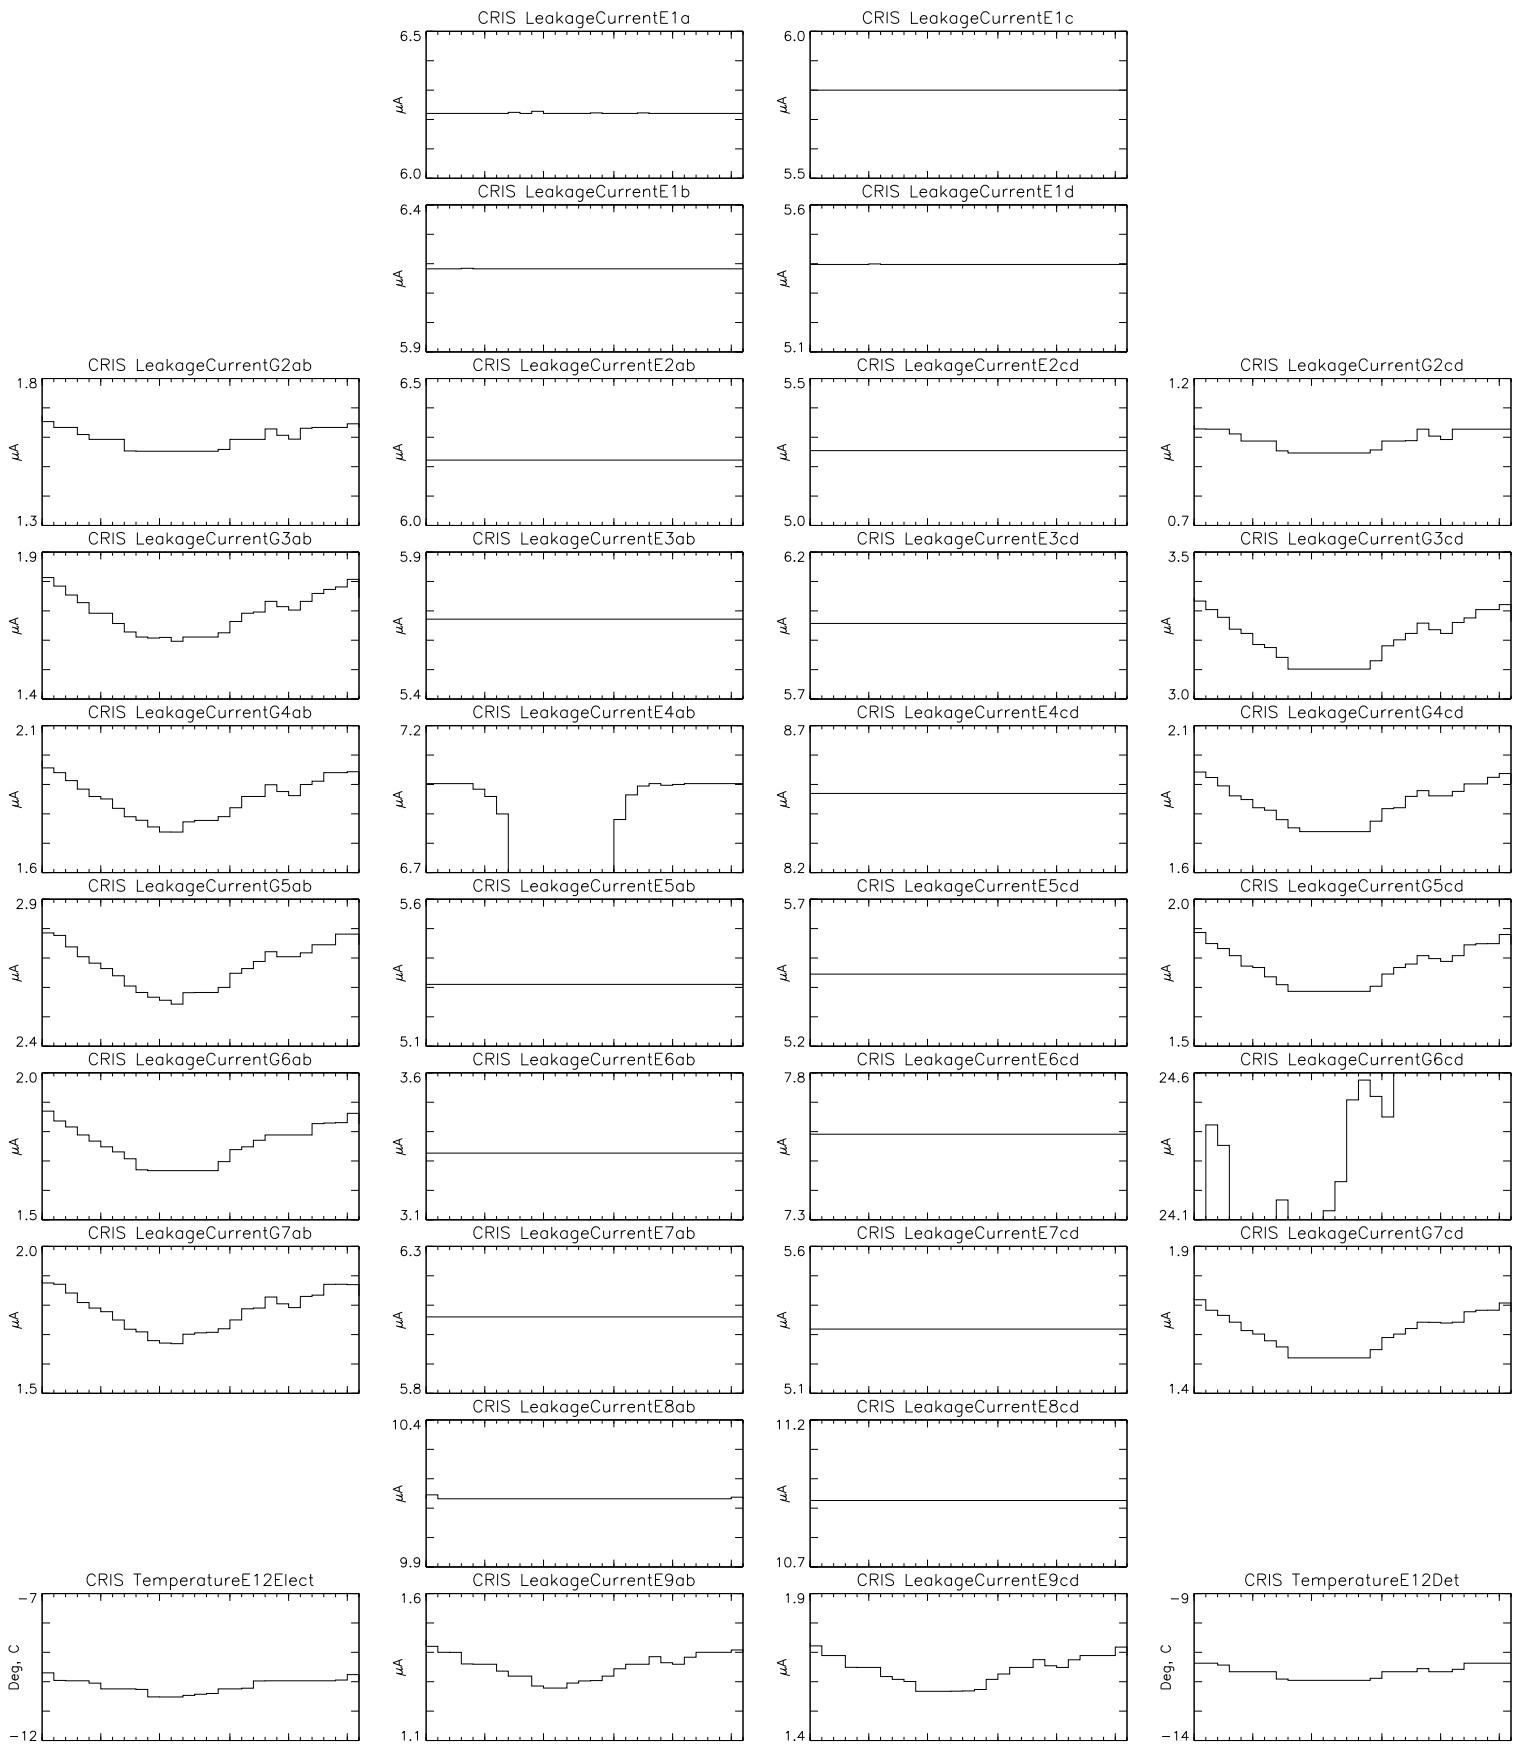 CRIS LeakageCurrentE1a
CRIS LeakageCurrentE1c
6.5
μA
6.0
6.0
μA
5.5
CRIS LeakageCurrentE1b
CRIS LeakageCurrentE1d
6.4
μA
5.9
5.6
μA
5.1
CRIS LeakageCurrentG2ab
CRIS LeakageCurrentE2ab
CRIS LeakageCurrentE2cd
CRIS LeakageCurrentG2cd
1.8
μA
1.3
6.5
μA
6.0
5.5
μA
5.0
1.2
μA
0.7
CRIS LeakageCurrentG3ab
CRIS LeakageCurrentE3ab
CRIS LeakageCurrentE3cd
CRIS LeakageCurrentG3cd
1.9
μA
1.4
5.9
μA
5.4
6.2
μA
5.7
3.5
μA
3.0
CRIS LeakageCurrentG4ab
CRIS LeakageCurrentE4ab
CRIS LeakageCurrentE4cd
CRIS LeakageCurrentG4cd
2.1
μA
1.6
7.2
μA
6.7
8.7
μA
8.2
2.1
μA
1.6
CRIS LeakageCurrentG5ab
CRIS LeakageCurrentE5ab
CRIS LeakageCurrentE5cd
CRIS LeakageCurrentG5cd
2.9
μA
2.4
5.6
μA
5.1
5.7
μA
5.2
2.0
μA
1.5
CRIS LeakageCurrentG6ab
CRIS LeakageCurrentE6ab
CRIS LeakageCurrentE6cd
CRIS LeakageCurrentG6cd
2.0
μA
1.5
3.6
μA
3.1
7.8
μA
7.3
24.6
μA
24.1
CRIS LeakageCurrentG7ab
CRIS LeakageCurrentE7ab
CRIS LeakageCurrentE7cd
CRIS LeakageCurrentG7cd
2.0
μA
1.5
6.3
μA
5.8
5.6
μA
5.1
1.9
μA
1.4
CRIS LeakageCurrentE8ab
CRIS LeakageCurrentE8cd
10.4
μA
9.9
11.2
μA
10.7
CRIS TemperatureE12Elect
CRIS LeakageCurrentE9ab
CRIS LeakageCurrentE9cd
CRIS TemperatureE12Det
-7
Deg, C
-12
1.6
μA
1.1
1.9
μA
1.4
-9
Deg, C
-14